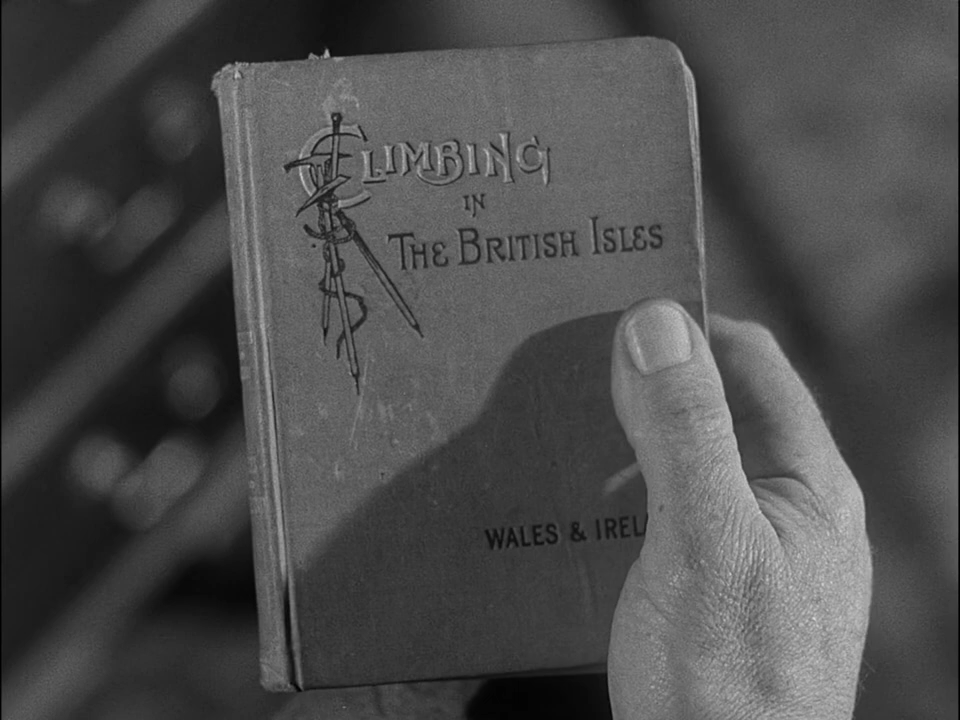 CLIMBING
IN
THE BRITISH ISLES
WALES & IREL